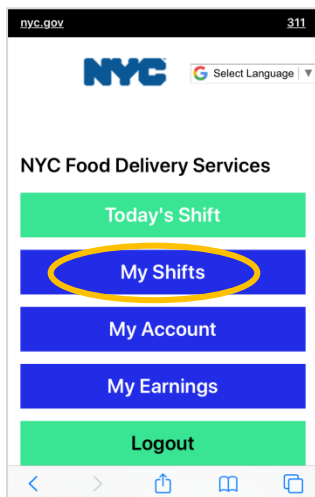 nyc.gov 311
NYC
G Select Language ▼
NYC Food Delivery Services
Today's Shift
My Shifts
My Account
My Earnings
Logout